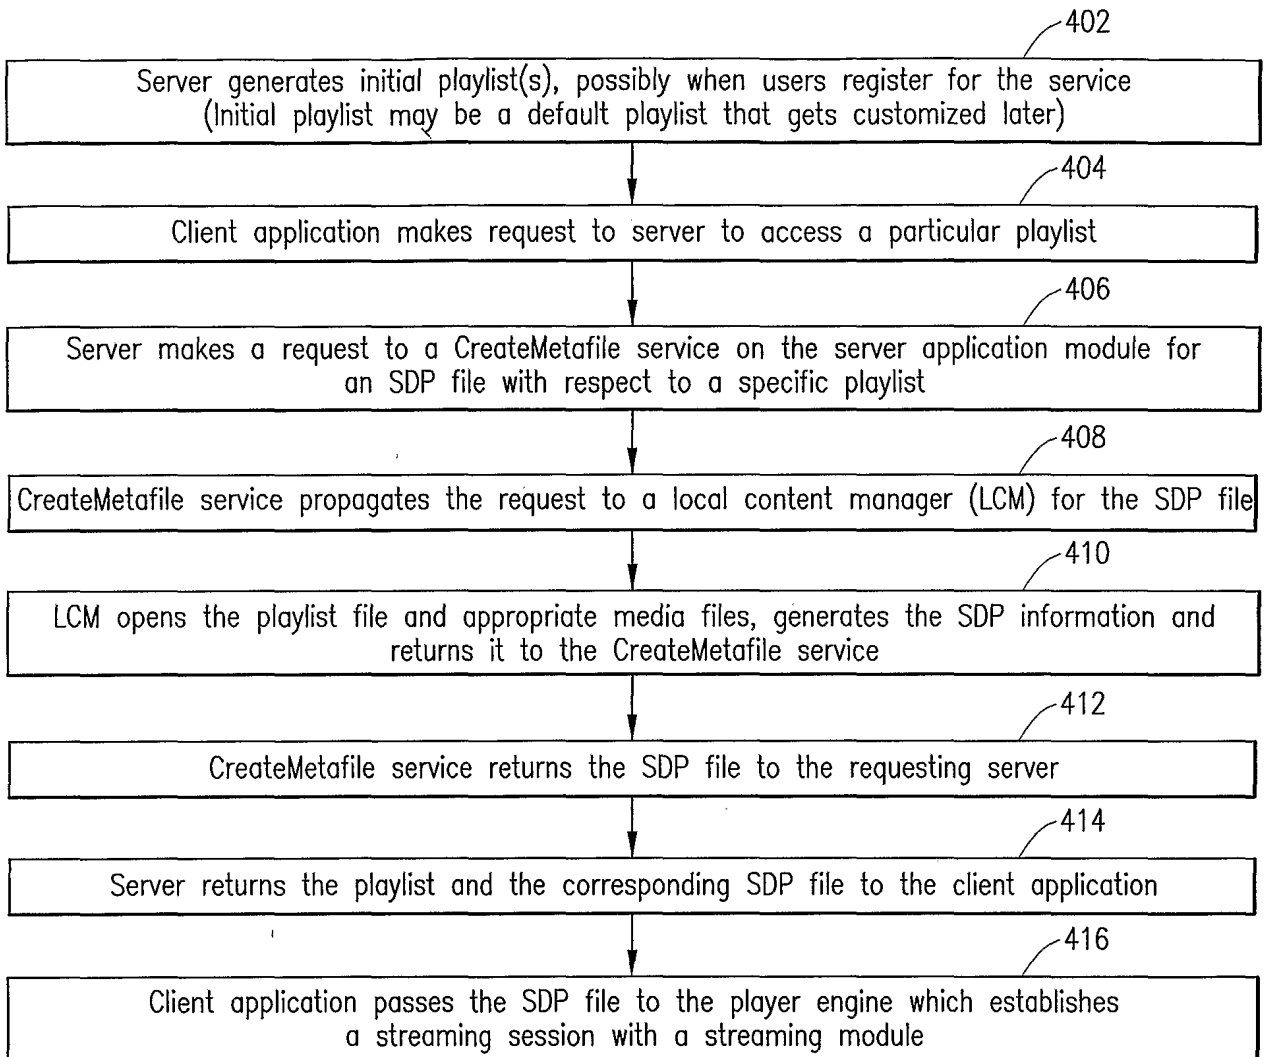 402
Server generates initial playlist(s), possibly when users register for the service
(Initial playlist may be a default playlist that gets customized later)
404
Client application makes request to server to access a particular playlist
406
Server makes a request to a CreateMetafile service on the server application module for
an SDP file with respect to a specific playlist
408
CreateMetafile service propagates the request to a local content manager (LCM) for the SDP file
410
LCM opens the playlist file and appropriate media files, generates the SDP information and
returns it to the CreateMetafile service
412
CreateMetafile service returns the SDP file to the requesting server
414
Server returns the playlist and the corresponding SDP file to the client application
416
Client application passes the SDP file to the player engine which establishes
a streaming session with a streaming module